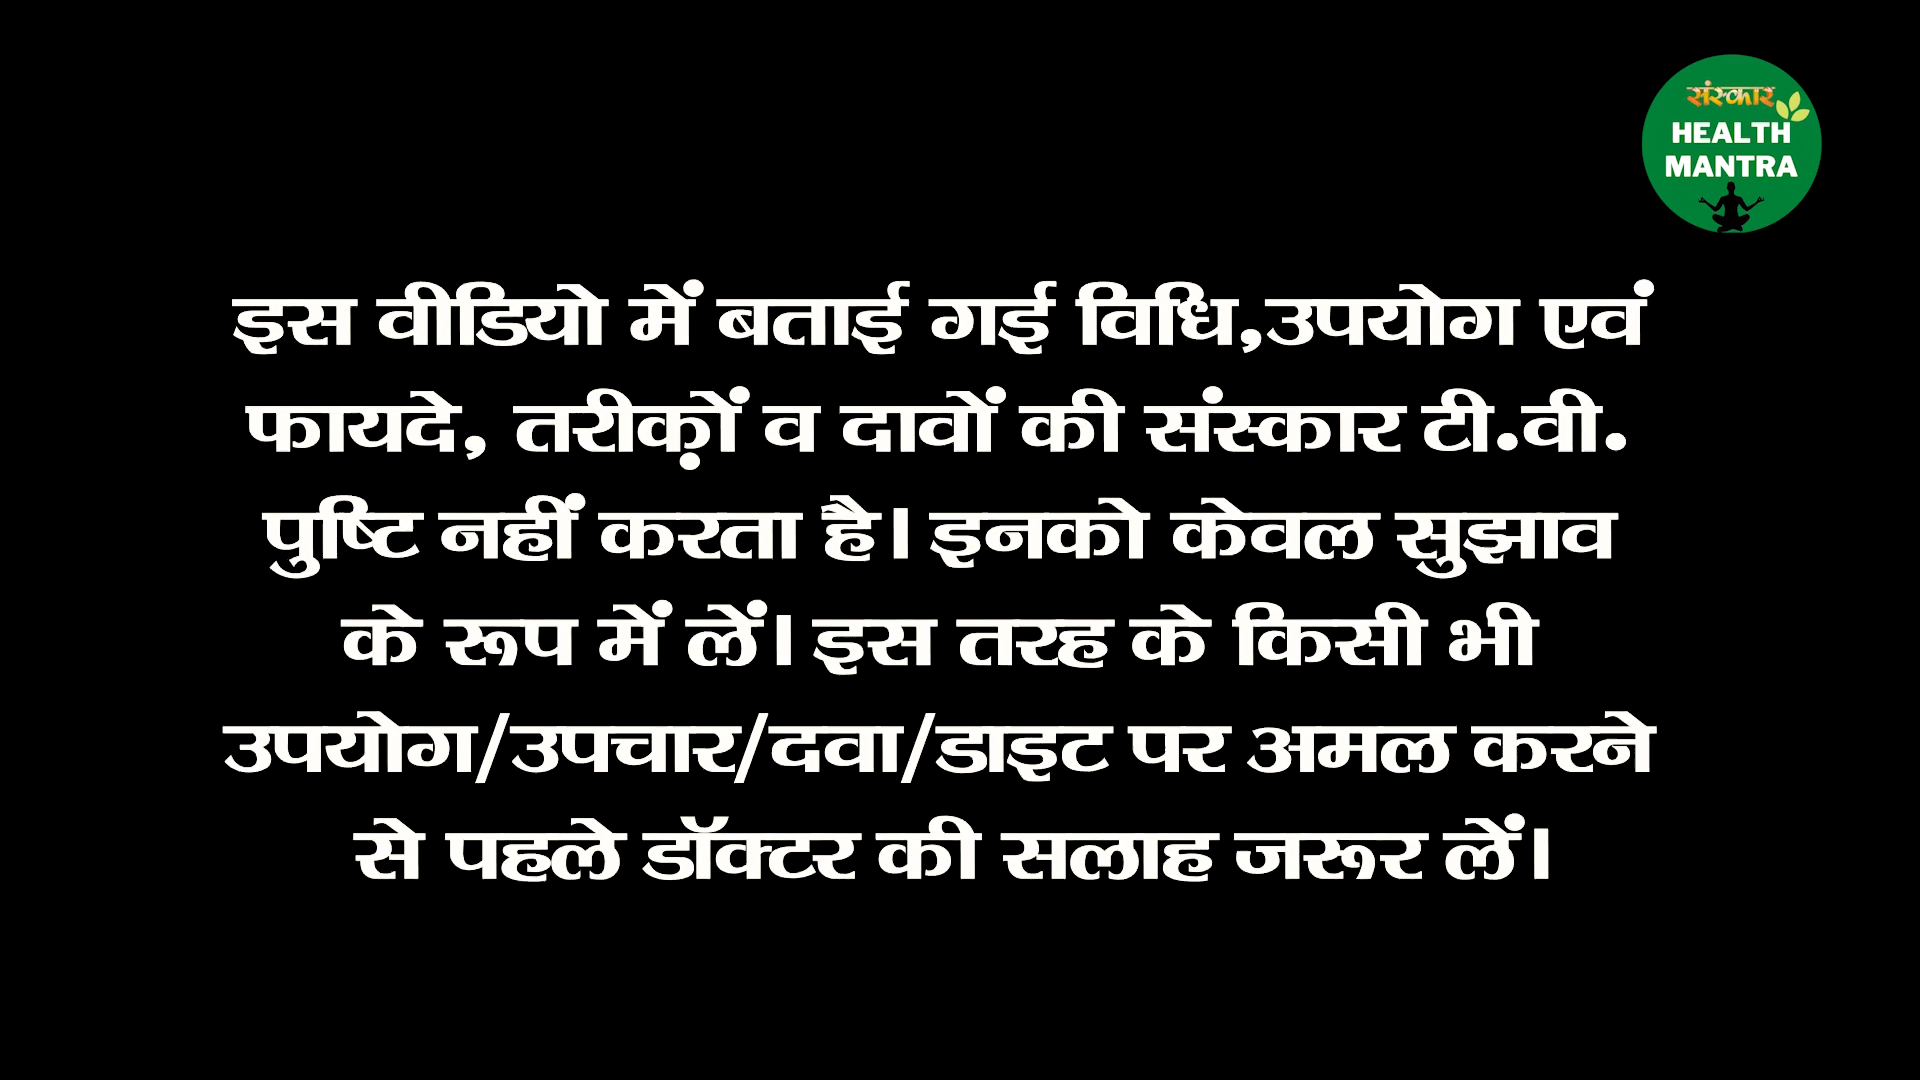 संस्कार
HEALTH
MANTRA
इस वीडियो में बताई गई विधि,उपयोग एवं
फायदे, तरीक़ों व दावों की संस्कार टी.वी.
पुष्टि नहीं करता है। इनको केवल सुझाव
के रूप में लें। इस तरह के किसी भी
उपयोग/उपचार/दवा/डाइट पर अमल करने
से पहले डॉक्टर की सलाह जरूर लें।